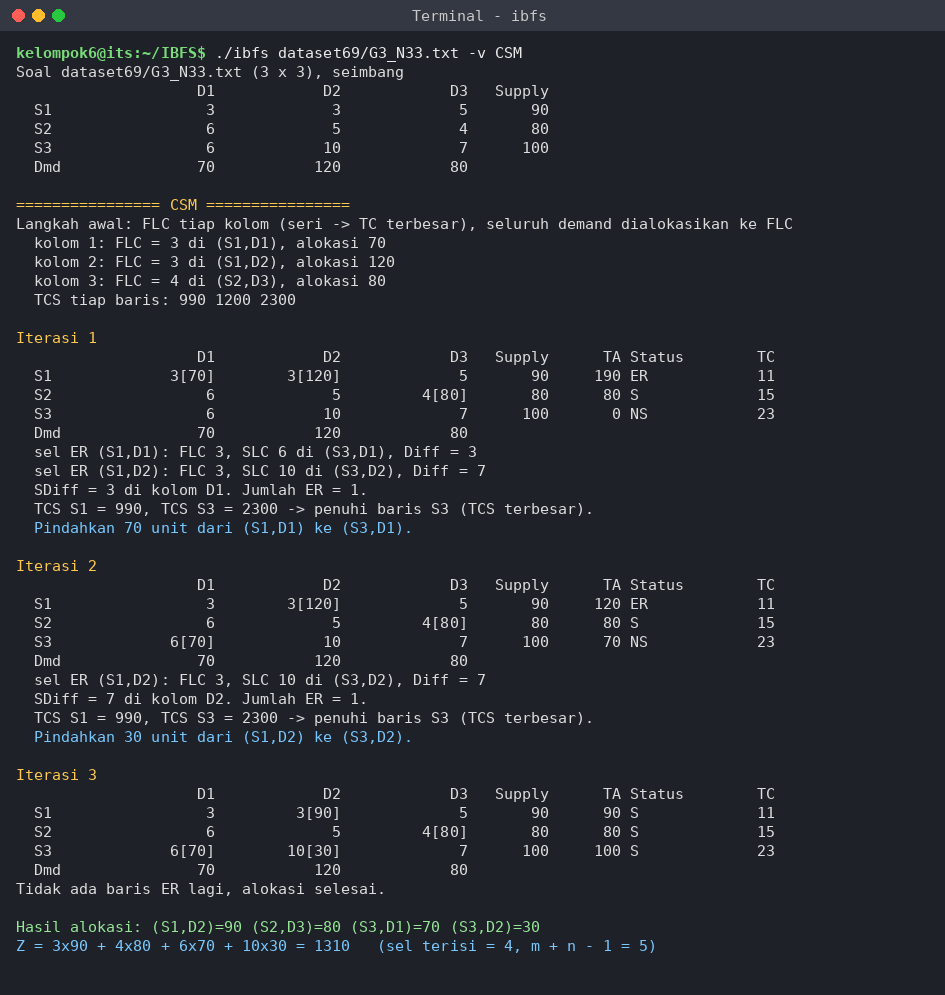 Terminal - ibfs
kelompok6@its:~/IBFS$ ./ibfs dataset69/G3_N33.txt -v CSM
Soal dataset69/G3_N33.txt (3 x 3), seimbang
D1 D2 D3 Supply
S1 3 3 5 90
S2 6 5 4 80
S3 6 10 7 100
Dmd 70 120 80
================ CSM ================
Langkah awal: FLC tiap kolom (seri -> TC terbesar), seluruh demand dialokasikan ke FLC
kolom 1: FLC = 3 di (S1,D1), alokasi 70
kolom 2: FLC = 3 di (S1,D2), alokasi 120
kolom 3: FLC = 4 di (S2,D3), alokasi 80
TCS tiap baris: 990 1200 2300
Iterasi 1
D1 D2 D3 Supply TA Status TC
S1 3[70] 3[120] 5 90 190 ER 11
S2 6 5 4[80] 80 80 S 15
S3 6 10 7 100 0 NS 23
Dmd 70 120 80
sel ER (S1,D1): FLC 3, SLC 6 di (S3,D1), Diff = 3
sel ER (S1,D2): FLC 3, SLC 10 di (S3,D2), Diff = 7
SDiff = 3 di kolom D1. Jumlah ER = 1.
TCS S1 = 990, TCS S3 = 2300 -> penuhi baris S3 (TCS terbesar).
Pindahkan 70 unit dari (S1,D1) ke (S3,D1).
Iterasi 2
D1 D2 D3 Supply TA Status TC
S1 3 3[120] 5 90 120 ER 11
S2 6 5 4[80] 80 80 S 15
S3 6[70] 10 7 100 70 NS 23
Dmd 70 120 80
sel ER (S1,D2): FLC 3, SLC 10 di (S3,D2), Diff = 7
SDiff = 7 di kolom D2. Jumlah ER = 1.
TCS S1 = 990, TCS S3 = 2300 -> penuhi baris S3 (TCS terbesar).
Pindahkan 30 unit dari (S1,D2) ke (S3,D2).
Iterasi 3
D1 D2 D3 Supply TA Status TC
S1 3 3[90] 5 90 90 S 11
S2 6 5 4[80] 80 80 S 15
S3 6[70] 10[30] 7 100 100 S 23
Dmd 70 120 80
Tidak ada baris ER lagi, alokasi selesai.
Hasil alokasi: (S1,D2)=90 (S2,D3)=80 (S3,D1)=70 (S3,D2)=30
Z = 3x90 + 4x80 + 6x70 + 10x30 = 1310 (sel terisi = 4, m + n - 1 = 5)